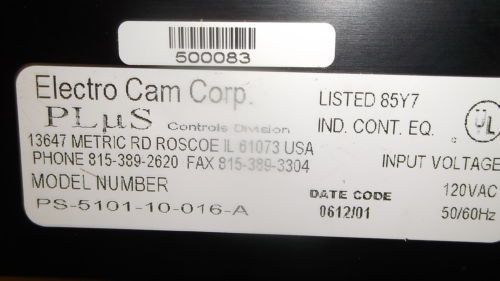 500083
Electro Cam Corp.
PLµS Controls Division
13647 METRIC RD ROSCOE IL 61073 USA
PHONE 815-389-2620 FAX 815-389-3304
MODEL NUMBER
PS-5101-10-016-A
LISTED 85Y7
IND. CONT. EQ.
UL
INPUT VOLTAGE
DATE CODE
0612/01
120VAC
50/60Hz